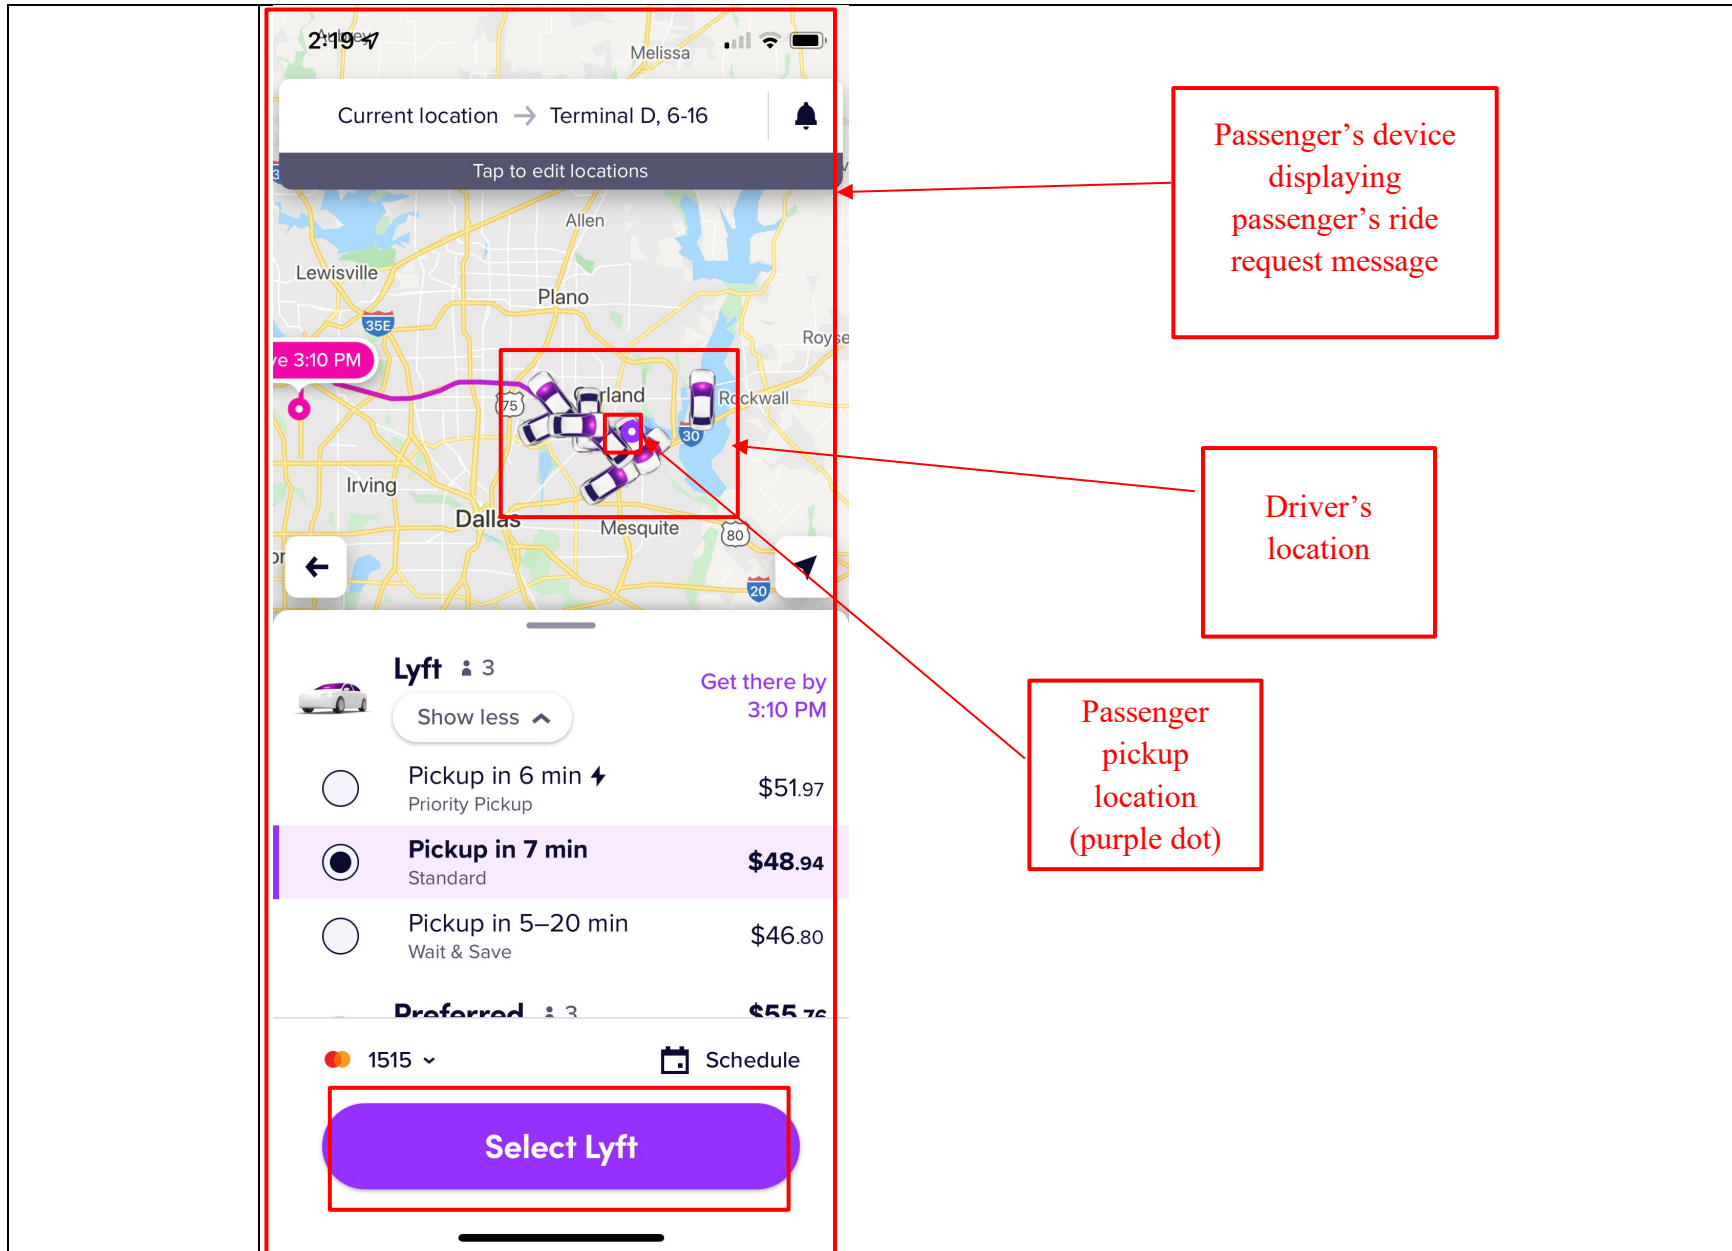 2:19
Melissa
Current location → Terminal D, 6-16
Tap to edit locations
Allen
Lewisville
Plano
35E
Royse
3:10 PM
75
rland
Rockwall
30
Irving
Dallas
Mesquite
80
20
Lyft 3
Get there by
3:10 PM
Show less
Pickup in 6 min
$51.97
Priority Pickup
Pickup in 7 min
$48.94
Standard
Pickup in 5–20 min
$46.80
Wait & Save
Preferred 3
$55.76
1515
Schedule
Select Lyft
Passenger’s device
displaying
passenger’s ride
request message
Driver’s
location
Passenger
pickup
location
(purple dot)